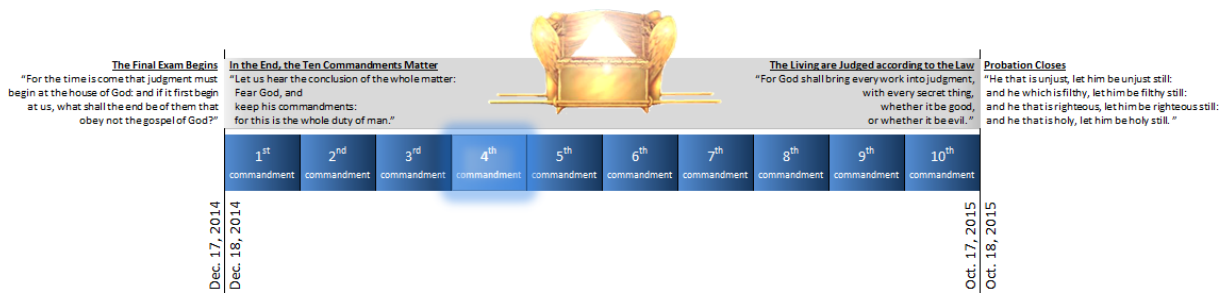 The Final Exam Begins
"For the time is come that judgment must
begin at the house of God: and if it first begin
at us, what shall the end be of them that
obey not the gospel of God?"
In the End, the Ten Commandments Matter
"Let us hear the conclusion of the whole matter:
Fear God, and
keep his commandments:
for this is the whole duty of man."
The Living are Judged according to the Law
"For God shall bring every work into judgment,
with every secret thing,
whether it be good,
or whether it be evil."
Probation Closes
"He that is unjust, let him be unjust still:
and he which is filthy, let him be filthy still:
and he that is righteous, let him be righteous still:
and he that is holy, let him be holy still. "
1st
commandment
2nd
commandment
3rd
commandment
4th
commandment
5th
commandment
6th
commandment
7th
commandment
8th
commandment
9th
commandment
10th
commandment
Dec. 17, 2014
Dec. 18, 2014
Oct. 17, 2015
Oct. 18, 2015